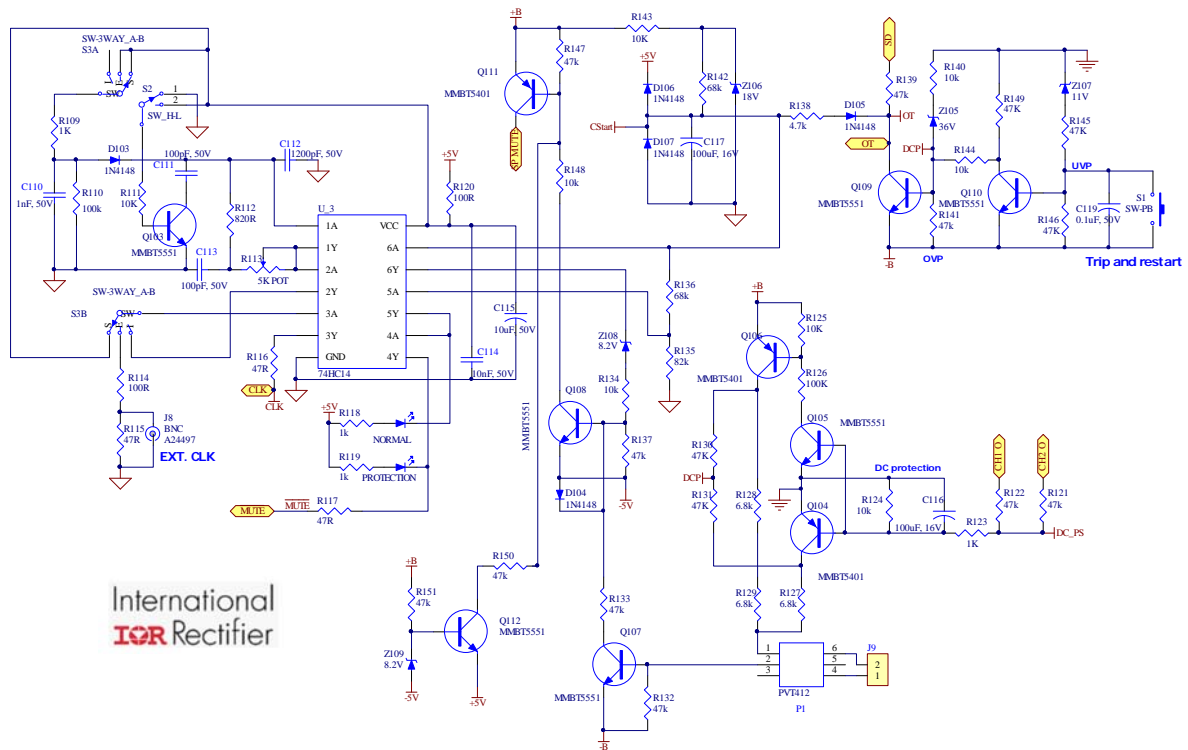 SW-3WAY_A-B
S3A
SW
S2
1
2
SW_H-L
R109
1K
D103
1N4148
100pF, 50V
C111
C112
1200pF, 50V
C110
1nF, 50V
R110
100k
R111
10K
R112
820R
Q103
MMBT5551
C113
100pF, 50V
R113
5K POT
SW-3WAY_A-B
S3B
SW
R114
100R
R115
47R
J8
BNC
A24497
EXT. CLK
U_3
1A
1Y
2A
2Y
3A
3Y
GND
VCC
6A
6Y
5A
5Y
4A
4Y
74HC14
R116
47R
CLK
CLK
+5V
R120
100R
C115
10uF, 50V
C114
10nF, 50V
+5V
R118
1k
NORMAL
R119
1k
PROTECTION
MUTE
MUTE
R117
47R
+B
Q111
MMBT5401
SP MUTE
R147
47k
R148
10k
R143
10K
+5V
D106
1N4148
R142
68k
Z106
18V
CStart
D107
1N4148
C117
100uF, 16V
R138
4.7k
D105
1N4148
SD
R139
47k
OT
OT
R140
10k
Z105
36V
DCP
R144
10k
Q109
MMBT5551
R141
47k
-B
OVP
R149
47K
Q110
MMBT5551
Z107
11V
R145
47K
UVP
R146
47K
C119
0.1uF, 50V
S1
SW-PB
Trip and restart
Z108
8.2V
R136
68k
R135
82k
R134
10k
Q108
MMBT5551
R137
47k
-5V
D104
1N4148
+B
R151
47k
Z109
8.2V
-5V
R150
47k
Q112
MMBT5551
+5V
R133
47k
Q107
MMBT5551
R132
47k
-B
+B
Q106
MMBT5401
R125
10K
R126
100K
Q105
MMBT5551
R130
47K
DCP
R131
47K
R128
6.8k
DC protection
R124
10k
C116
100uF, 16V
Q104
MMBT5401
R123
1K
CH1 O
CH2 O
R122
47k
R121
47k
DC_PS
R129
6.8k
R127
6.8k
1
2
3
6
5
4
PVT412
P1
J9
2
1
International
IOR Rectifier